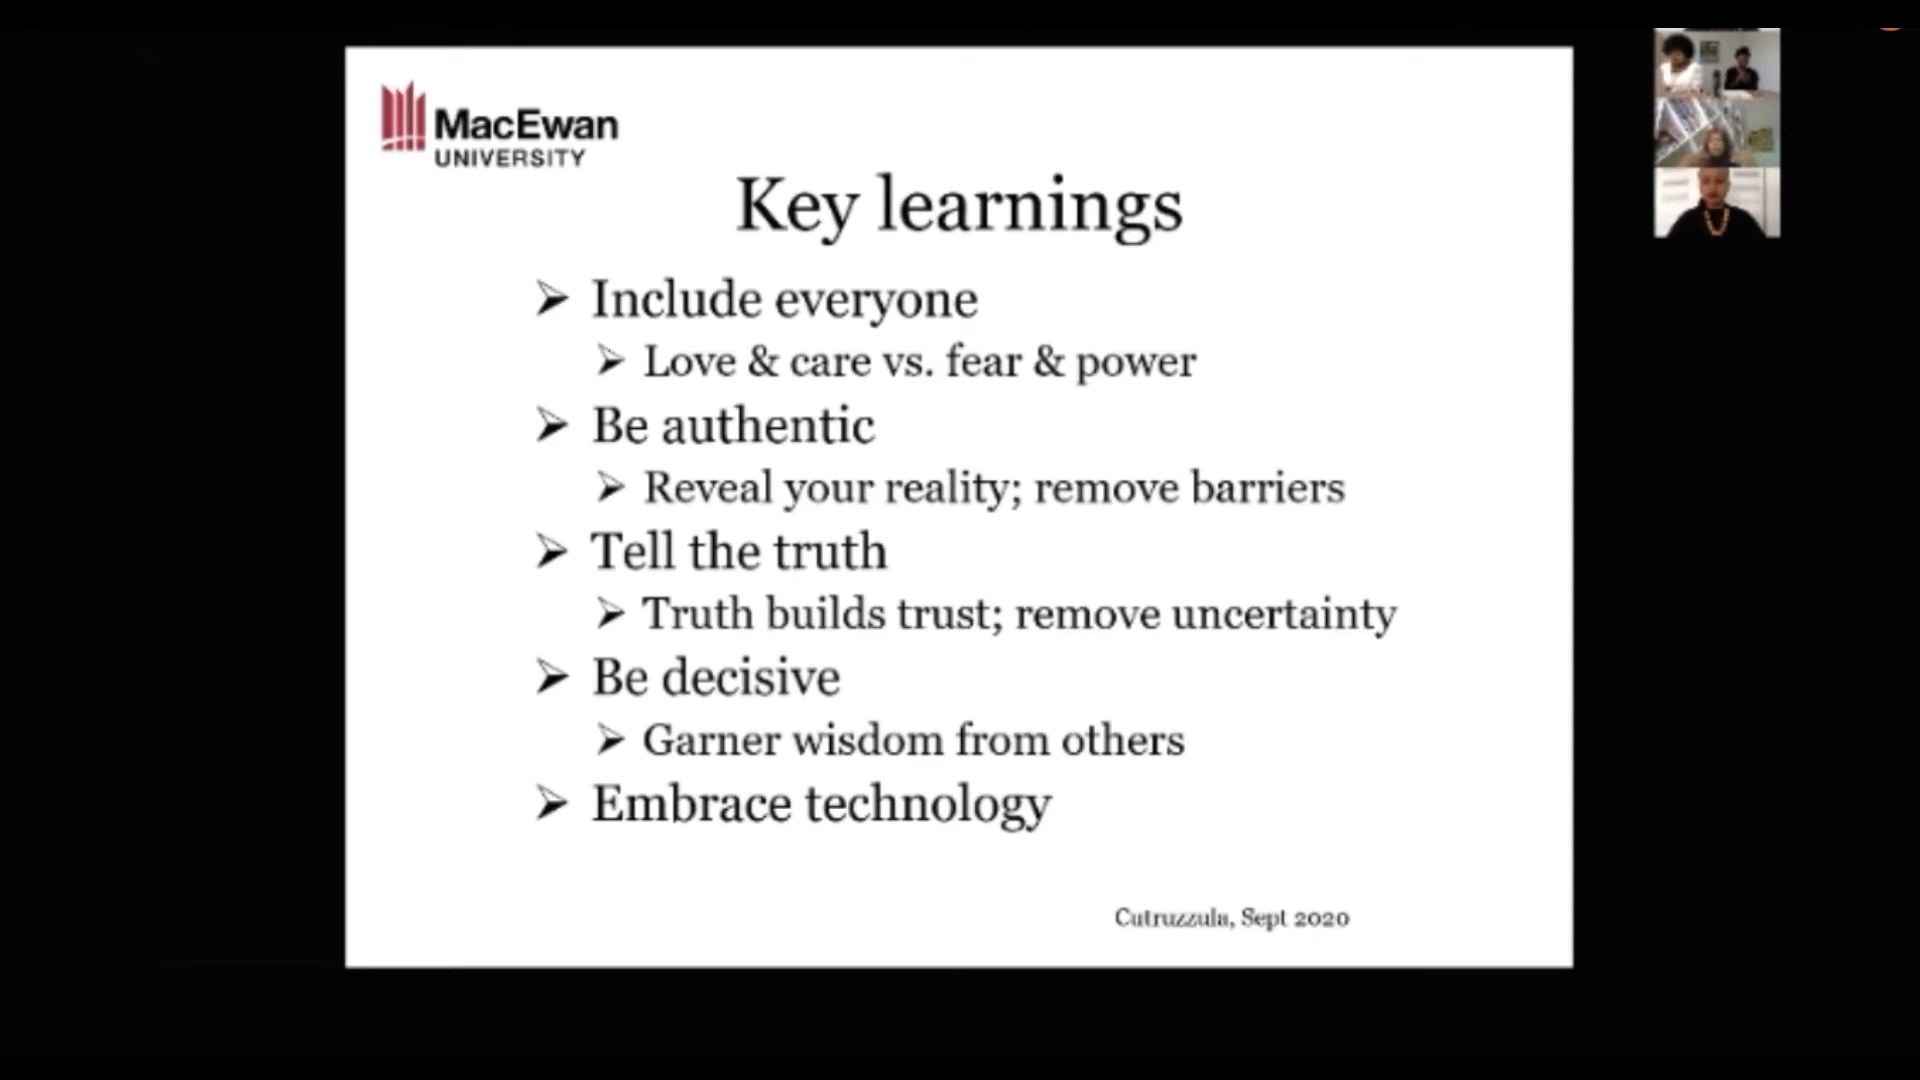 MacEwan
UNIVERSITY
Key learnings
➢ Include everyone
➢ Love & care vs. fear & power
➢ Be authentic
➢ Reveal your reality; remove barriers
➢ Tell the truth
➢ Truth builds trust; remove uncertainty
➢ Be decisive
➢ Garner wisdom from others
➢ Embrace technology
Cutruzzula, Sept 2020